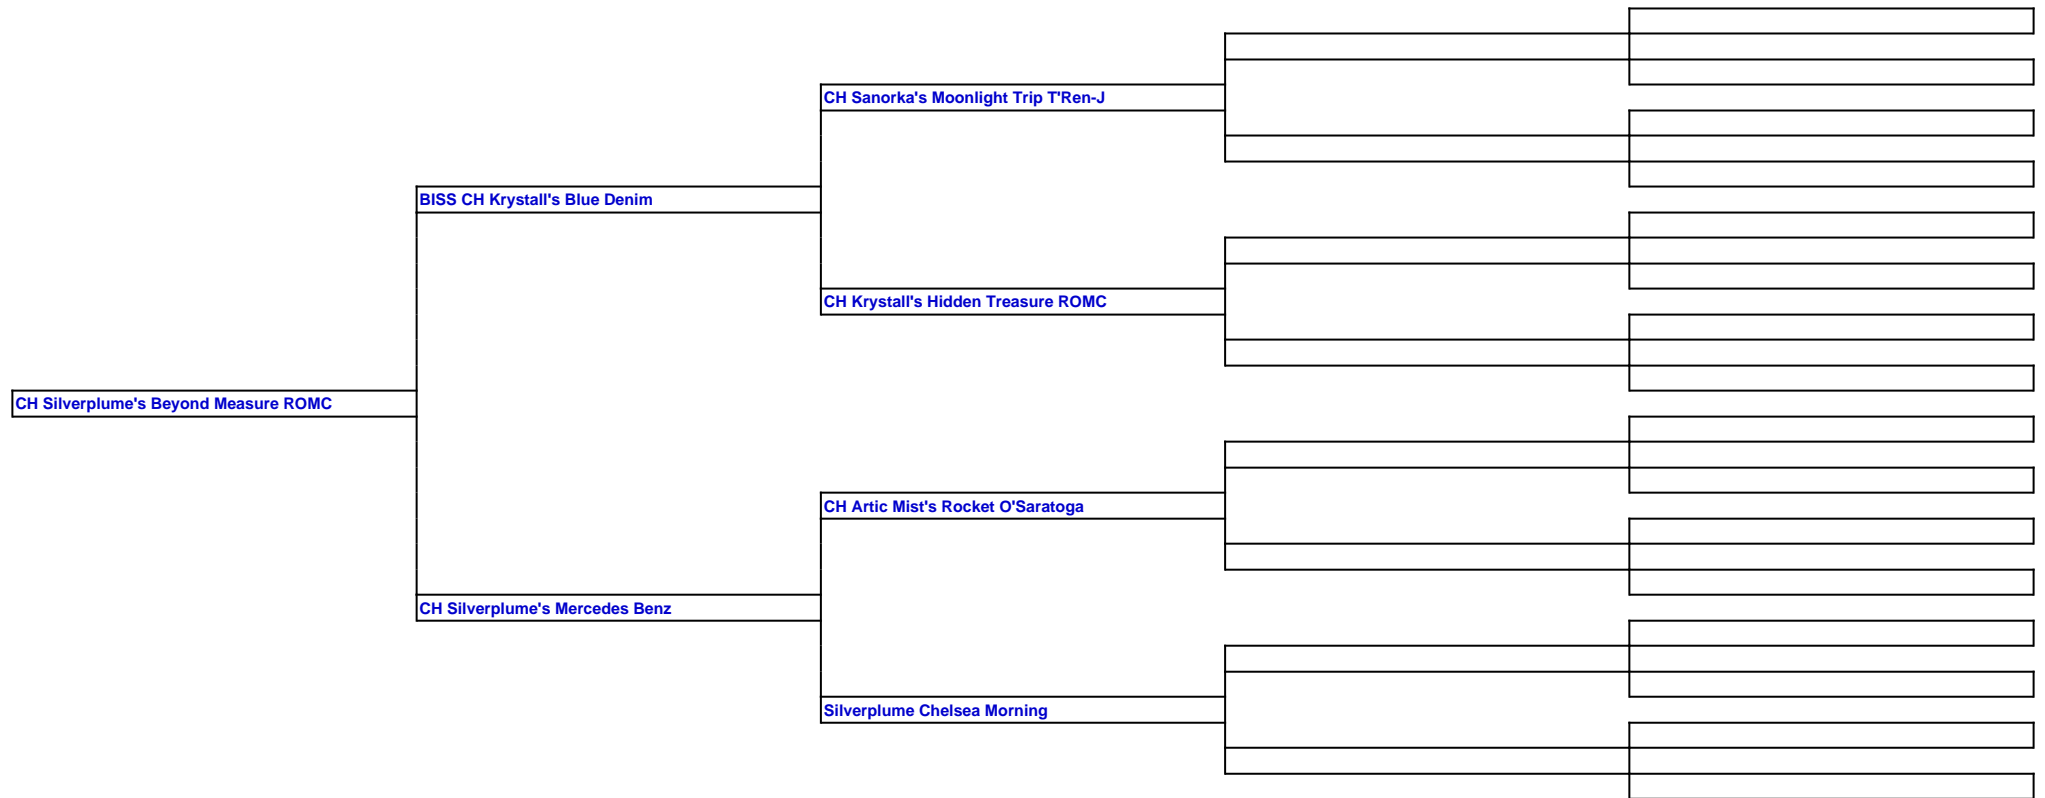 CH Sanorka's Moonlight Trip T'Ren-J
BISS CH Krystall's Blue Denim
CH Krystall's Hidden Treasure ROMC
CH Silverplume's Beyond Measure ROMC
CH Artic Mist's Rocket O'Saratoga
CH Silverplume's Mercedes Benz
Silverplume Chelsea Morning